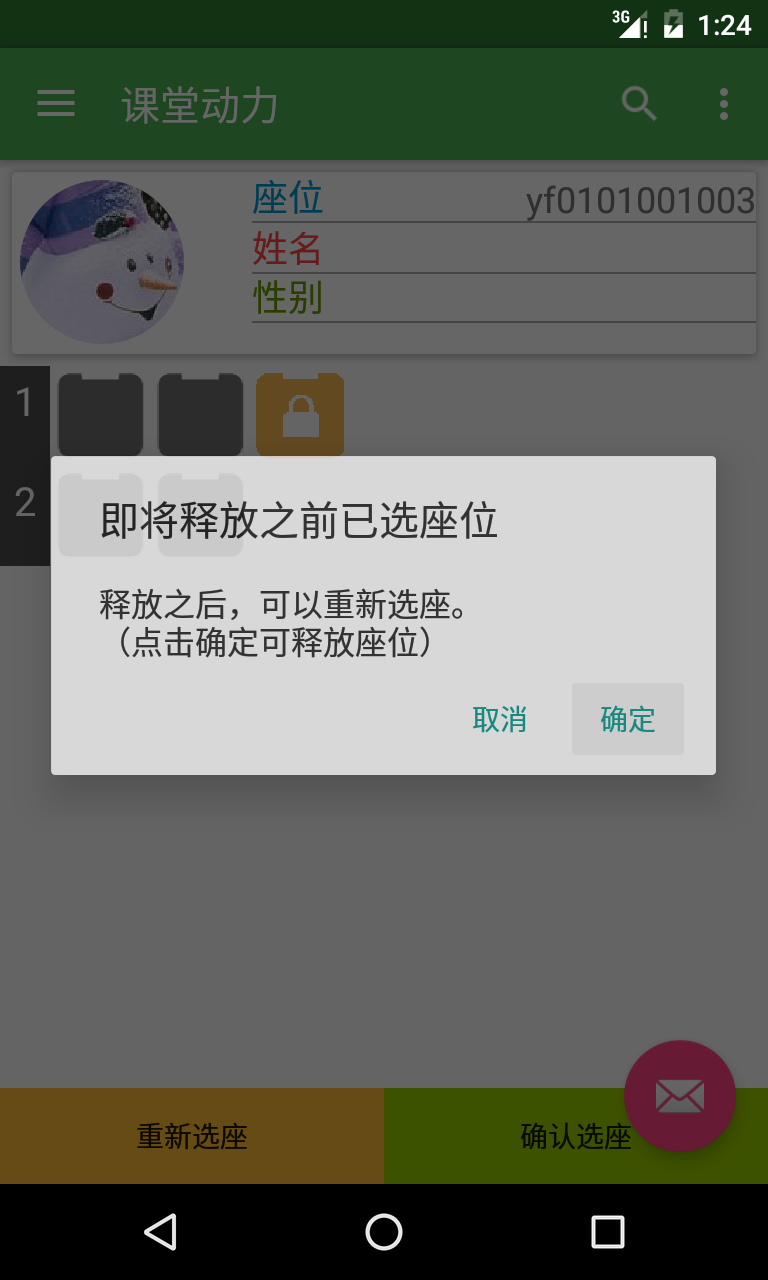 3G 1:24
课堂动力
座位 yf0101001003
姓名
性别
1
2
即将释放之前已选座位
释放之后，可以重新选座。
（点击确定可释放座位）
取消 确定
重新选座 确认选座